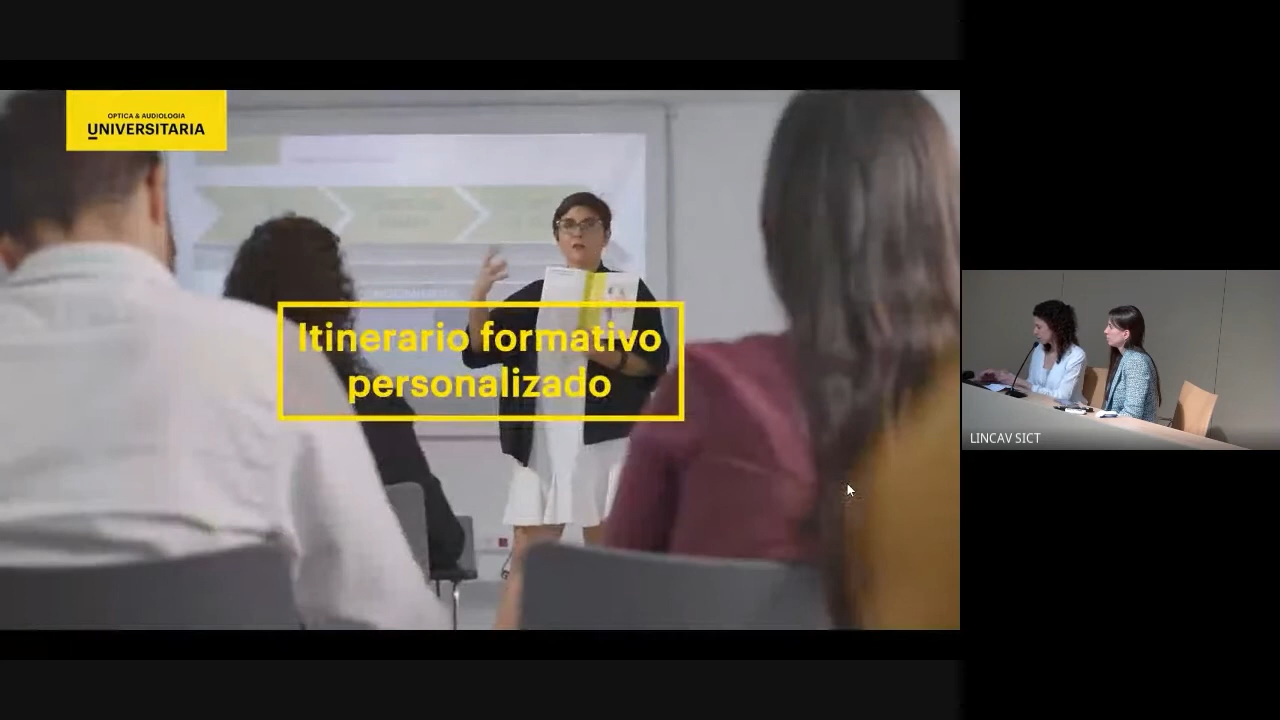 OPTICA & AUDIOLOGIA
UNIVERSITARIA
Itinerario formativo
personalizado
LINCAV SICT